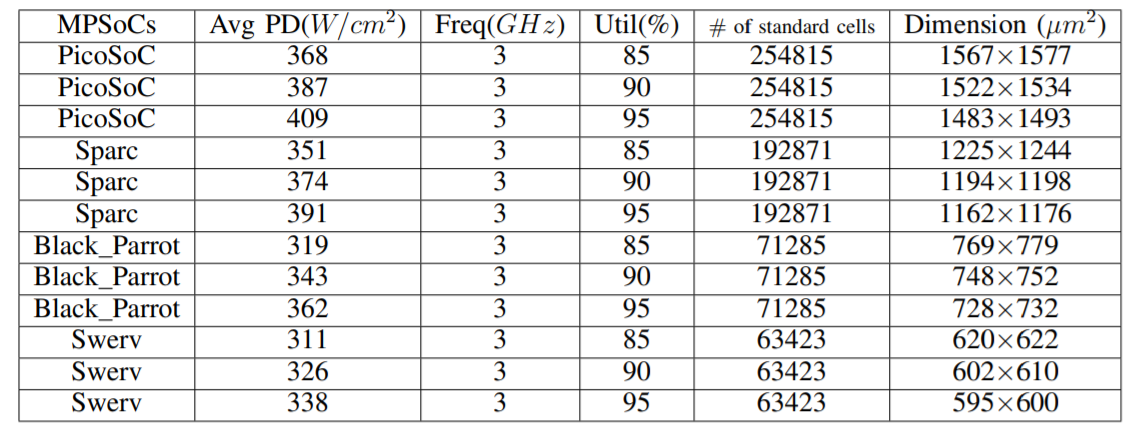 MPSoCs Avg PD(W/cm²) Freq(GHz) Util(%) # of standard cells Dimension (μm²)
PicoSoC 368 3 85 254815 1567×1577
PicoSoC 387 3 90 254815 1522×1534
PicoSoC 409 3 95 254815 1483×1493
Sparc 351 3 85 192871 1225×1244
Sparc 374 3 90 192871 1194×1198
Sparc 391 3 95 192871 1162×1176
Black_Parrot 319 3 85 71285 769×779
Black_Parrot 343 3 90 71285 748×752
Black_Parrot 362 3 95 71285 728×732
Swerv 311 3 85 63423 620×622
Swerv 326 3 90 63423 602×610
Swerv 338 3 95 63423 595×600